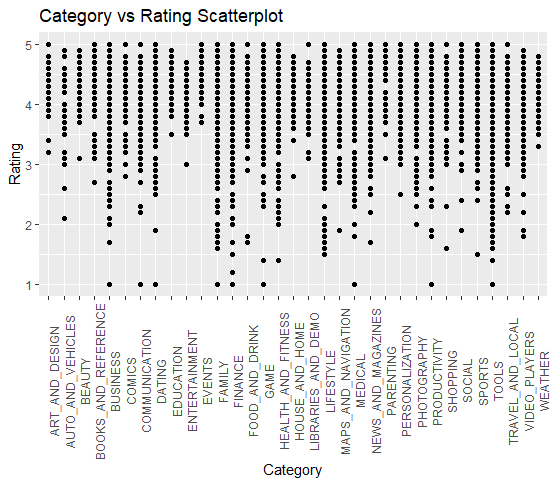 Category vs Rating Scatterplot
5
4
3
2
1
Rating
ART_AND_DESIGN
AUTO_AND_VEHICLES
BEAUTY
BOOKS_AND_REFERENCE
BUSINESS
COMICS
COMMUNICATION
DATING
EDUCATION
ENTERTAINMENT
EVENTS
FAMILY
FINANCE
FOOD_AND_DRINK
GAME
HEALTH_AND_FITNESS
HOUSE_AND_HOME
LIBRARIES_AND_DEMO
LIFESTYLE
MAPS_AND_NAVIGATION
MEDICAL
NEWS_AND_MAGAZINES
PARENTING
PERSONALIZATION
PHOTOGRAPHY
PRODUCTIVITY
SHOPPING
SOCIAL
SPORTS
TOOLS
TRAVEL_AND_LOCAL
VIDEO_PLAYERS
WEATHER
Category